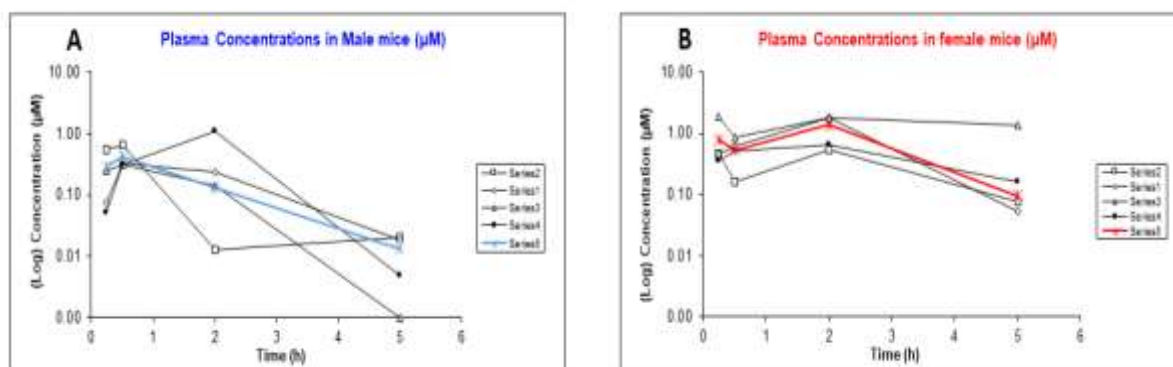 A
Plasma Concentrations in Male mice (µM)
(Log) Concentration (µM)
10.00
1.00
0.10
0.01
0.00
0 1 2 3 4 5 6
Time (h)
Series2
Series1
Series3
Series4
B
Plasma Concentrations in female mice (µM)
(Log) Concentration (µM)
10.00
1.00
0.10
0.01
0.00
0 1 2 3 4 5 6
Time (h)
Series2
Series1
Series3
Series4